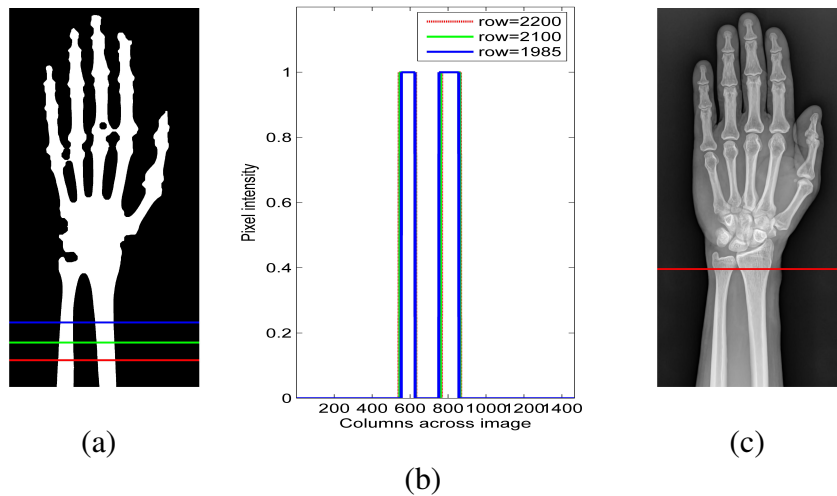 row=2200
row=2100
row=1985
Pixel intensity
1
0.8
0.6
0.4
0.2
0
200 400 600 800 1000 1200 1400
Columns across image
(a)
(b)
(c)